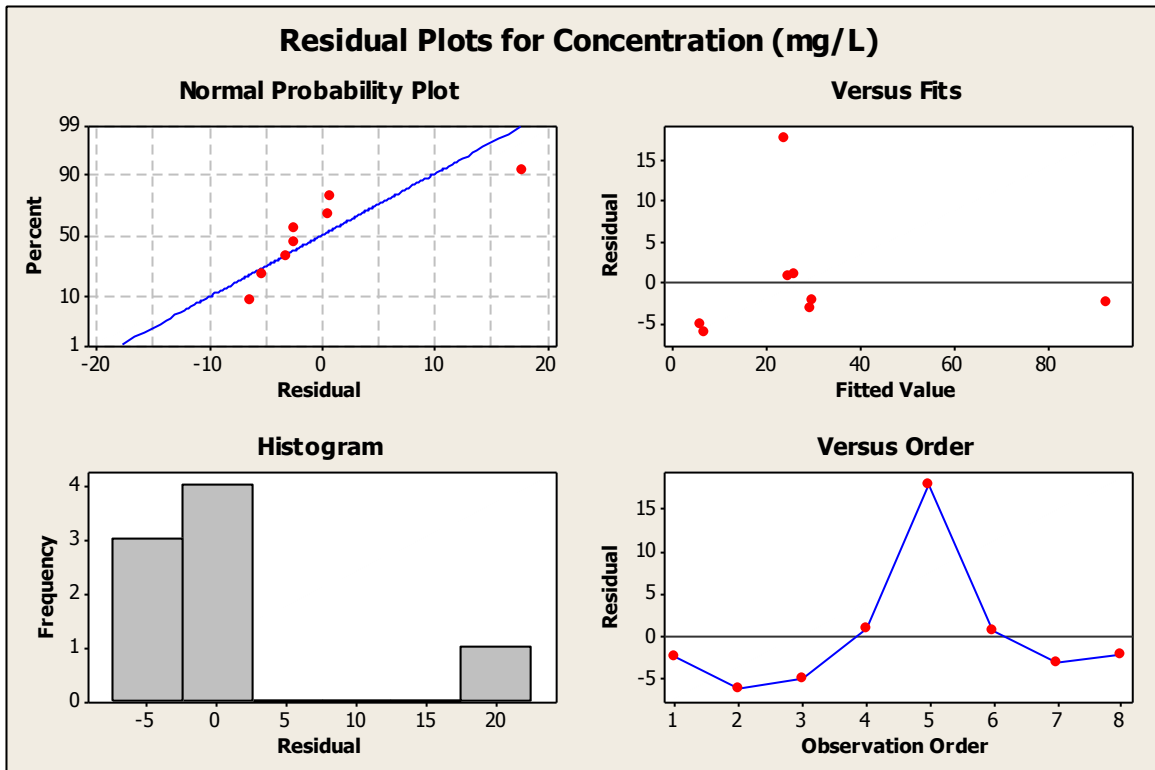 Residual Plots for Concentration (mg/L)
Normal Probability Plot
99
90
50
10
1
Percent
-20 -10 0 10 20
Residual
Versus Fits
15
10
5
0
-5
Residual
0 20 40 60 80
Fitted Value
Histogram
4
3
2
1
0
Frequency
-5 0 5 10 15 20
Residual
Versus Order
15
10
5
0
-5
Residual
1 2 3 4 5 6 7 8
Observation Order